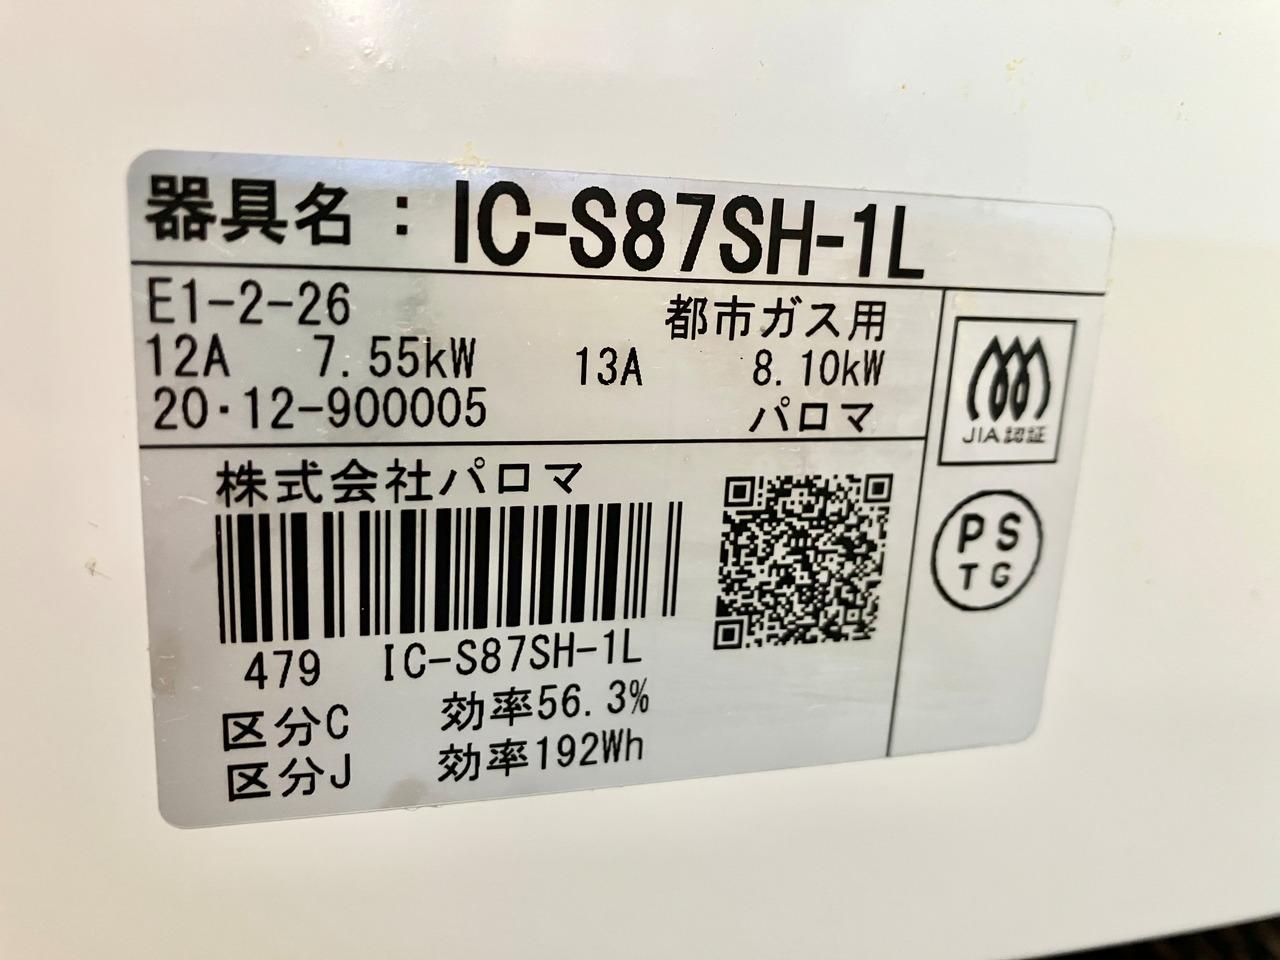 器具名：IC-S87SH-1L
E1-2-26 都市ガス用
12A 7.55kW 13A 8.10kW
20・12-900005 パロマ
JIA認証
株式会社パロマ
PS
TG
479 IC-S87SH-1L
区分C 効率56.3%
区分J 効率192Wh